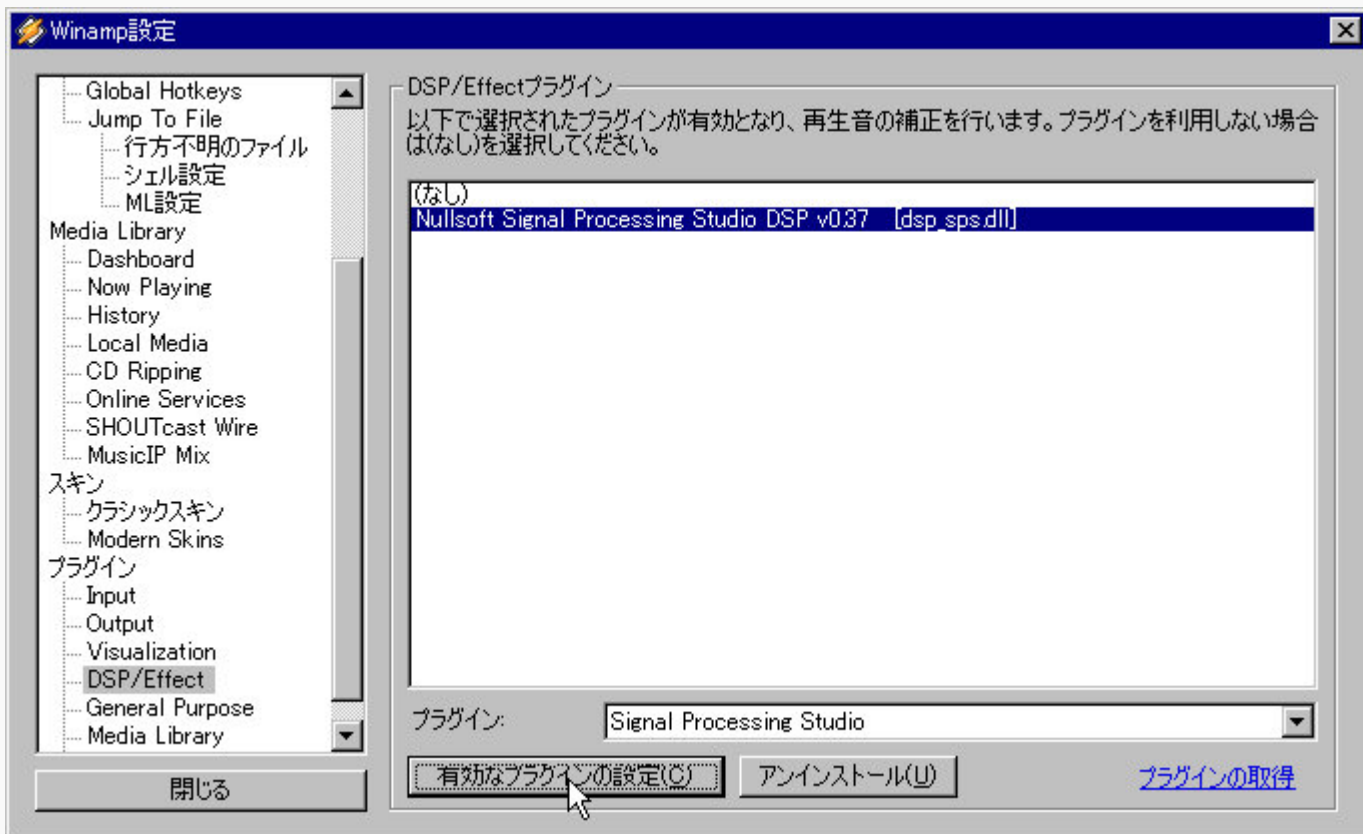 Winamp設定
Global Hotkeys
Jump To File
行方不明のファイル
シェル設定
ML設定
Media Library
Dashboard
Now Playing
History
Local Media
CD Ripping
Online Services
SHOUTcast Wire
MusicIP Mix
スキン
クラシックスキン
Modern Skins
プラグイン
Input
Output
Visualization
DSP/Effect
General Purpose
Media Library
閉じる
DSP/Effectプラグイン
以下で選択されたプラグインが有効となり、再生音の補正を行います。プラグインを利用しない場合
は(なし)を選択してください。
(なし)
Nullsoft Signal Processing Studio DSP v0.37 [dsp_sps.dll]
プラグイン:
Signal Processing Studio
有効なプラグインの設定(C)
アンインストール(U)
プラグインの取得